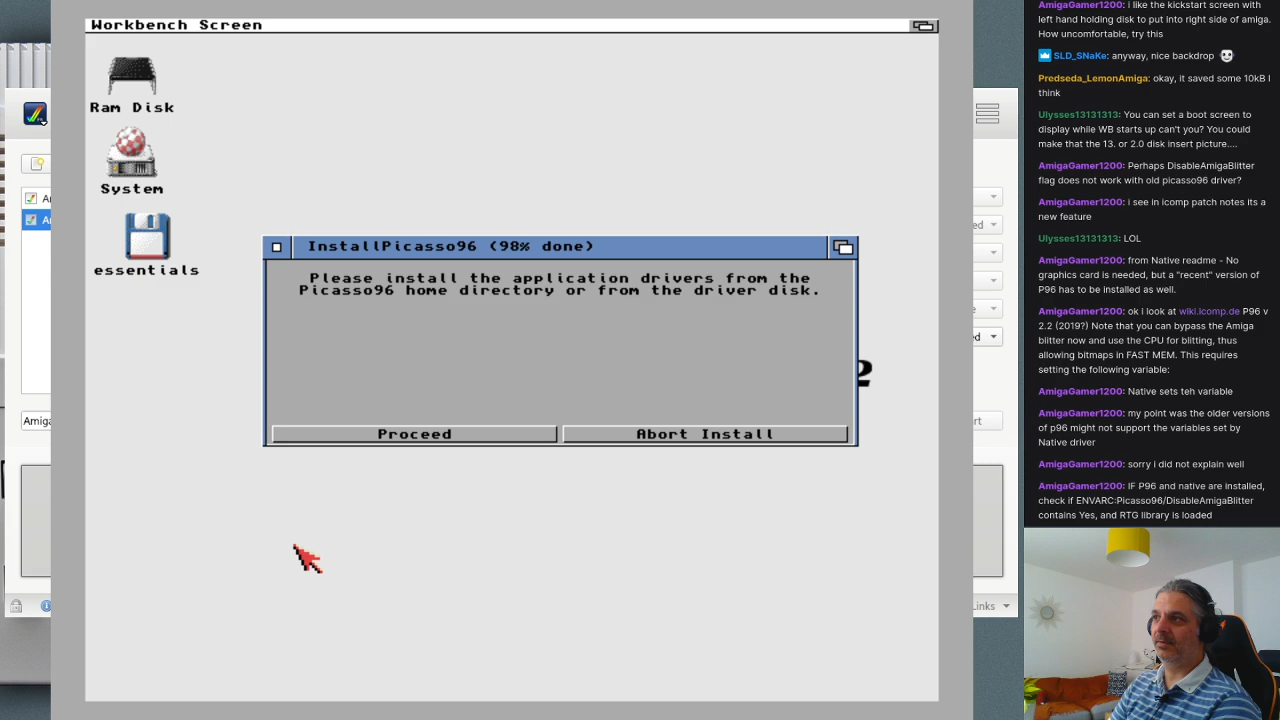 Workbench Screen
Ram Disk
System
essentials
InstallPicasso96 (98% done)
Please install the application drivers from the
Picasso96 home directory or from the driver disk.
Proceed
Abort Install
2
Amiga
Links
AmigaGamer1200: i like the kickstart screen with
left hand holding disk to put into right side of amiga.
How uncomfortable, try this
SLD_SNaKe: anyway, nice backdrop
Predseda_LemonAmiga: okay, it saved some 10kB I
think
Ulysses13131313: You can set a boot screen to
display while WB starts up can't you? You could
make that the 13. or 2.0 disk insert picture....
AmigaGamer1200: Perhaps DisableAmigaBlitter
flag does not work with old picasso96 driver?
AmigaGamer1200: i see in icomp patch notes its a
new feature
Ulysses13131313: LOL
AmigaGamer1200: from Native readme - No
graphics card is needed, but a "recent" version of
P96 has to be installed as well.
AmigaGamer1200: ok I look at wiki.icomp.de P96 v
2.2 (2019?) Note that you can bypass the Amiga
blitter now and use the CPU for blitting, thus
allowing bitmaps in FAST MEM. This requires
setting the following variable:
AmigaGamer1200: Native sets teh variable
AmigaGamer1200: my point was the older versions
of p96 might not support the variables set by
Native driver
AmigaGamer1200: sorry i did not explain well
AmigaGamer1200: IF P96 and native are installed,
check if ENVARC:Picasso96/DisableAmigaBlitter
contains Yes, and RTG library is loaded